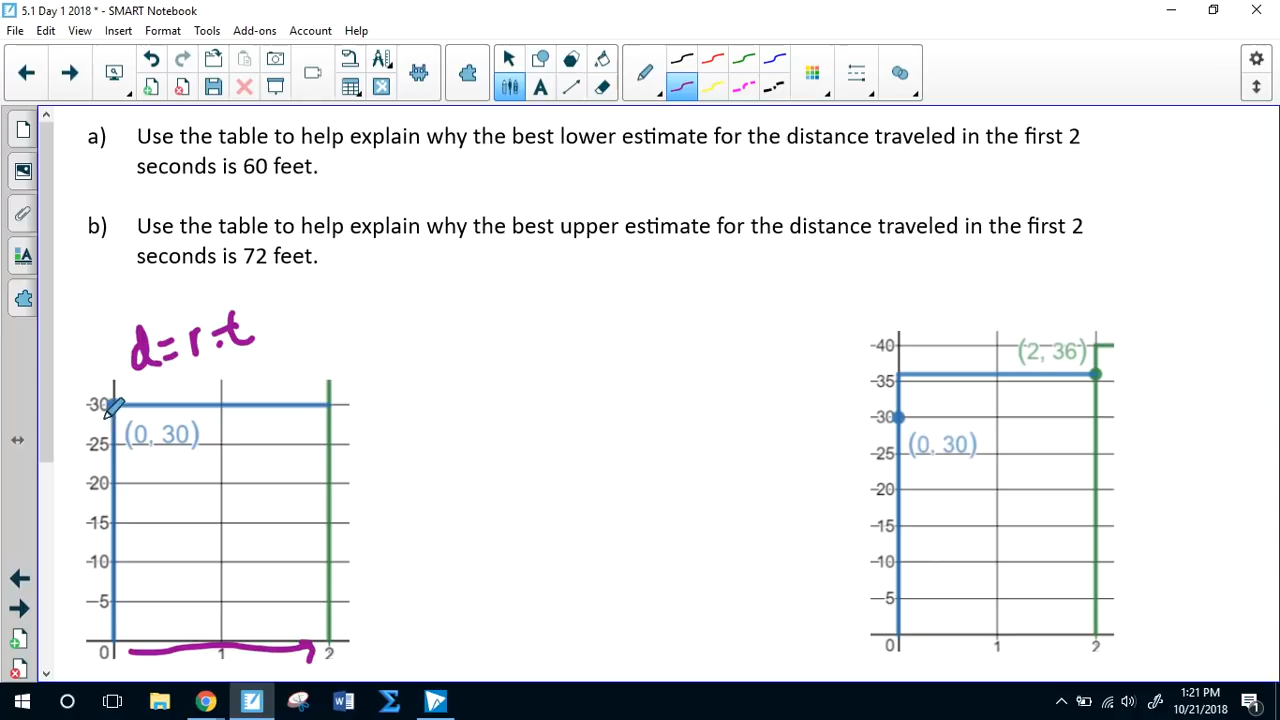 5.1 Day 1 2018 * - SMART Notebook
File Edit View Insert Format Tools Add-ons Account Help
a) Use the table to help explain why the best lower estimate for the distance traveled in the first 2
seconds is 60 feet.
b) Use the table to help explain why the best upper estimate for the distance traveled in the first 2
seconds is 72 feet.
d=r·t
30
(0, 30)
25
20
15
10
5
0 1 2
40
(2, 36)
35
30
(0, 30)
25
20
15
10
5
0 1 2
1:21 PM
10/21/2018